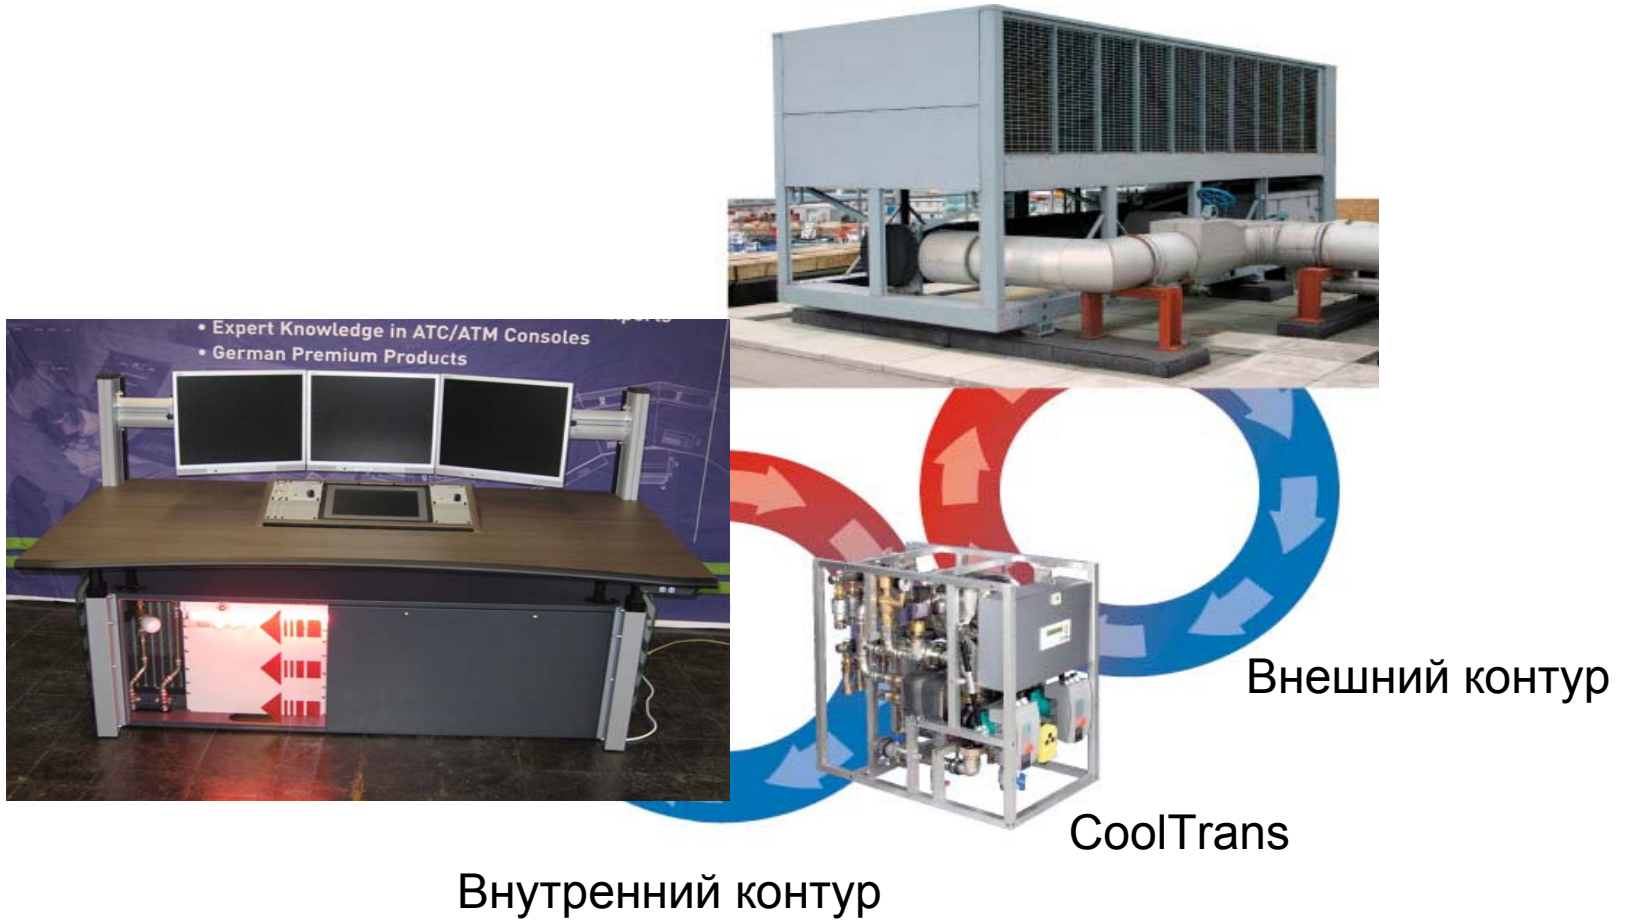 • Expert Knowledge in ATC/ATM Consoles
• German Premium Products
Внешний контур
CoolTrans
Внутренний контур